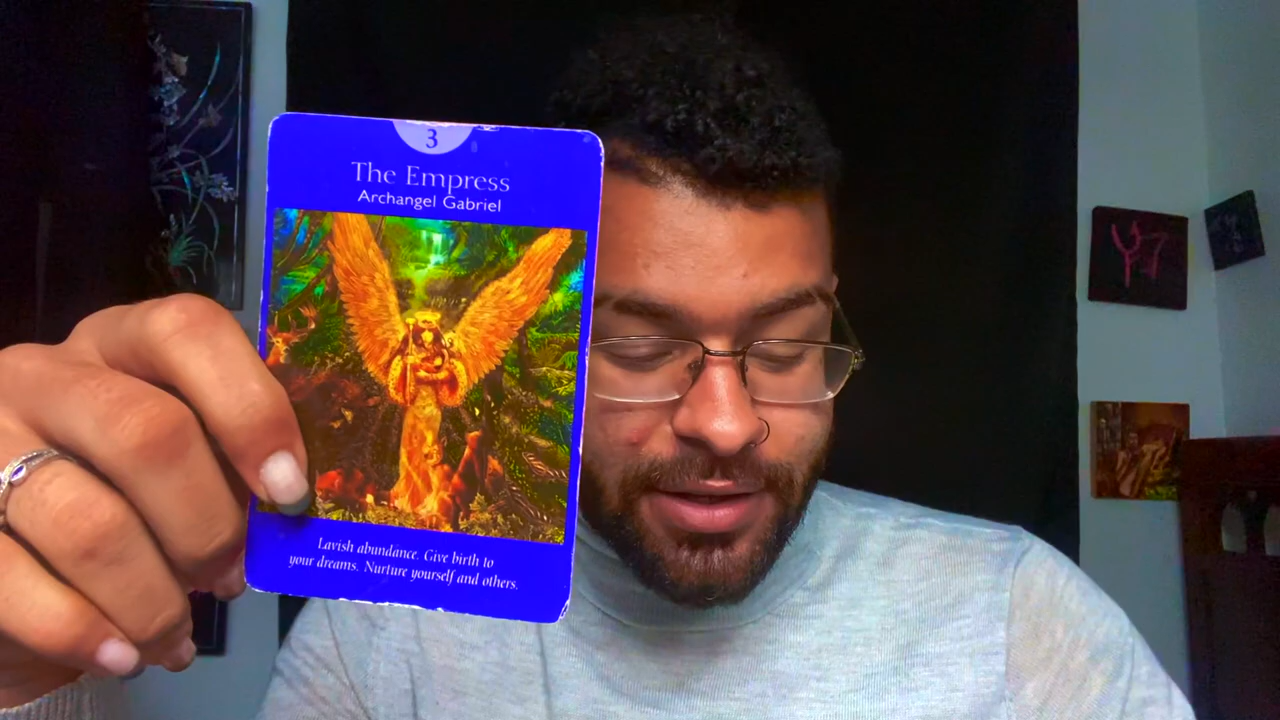 3
The Empress
Archangel Gabriel
Lavish abundance. Give birth to
your dreams. Nurture yourself and others.